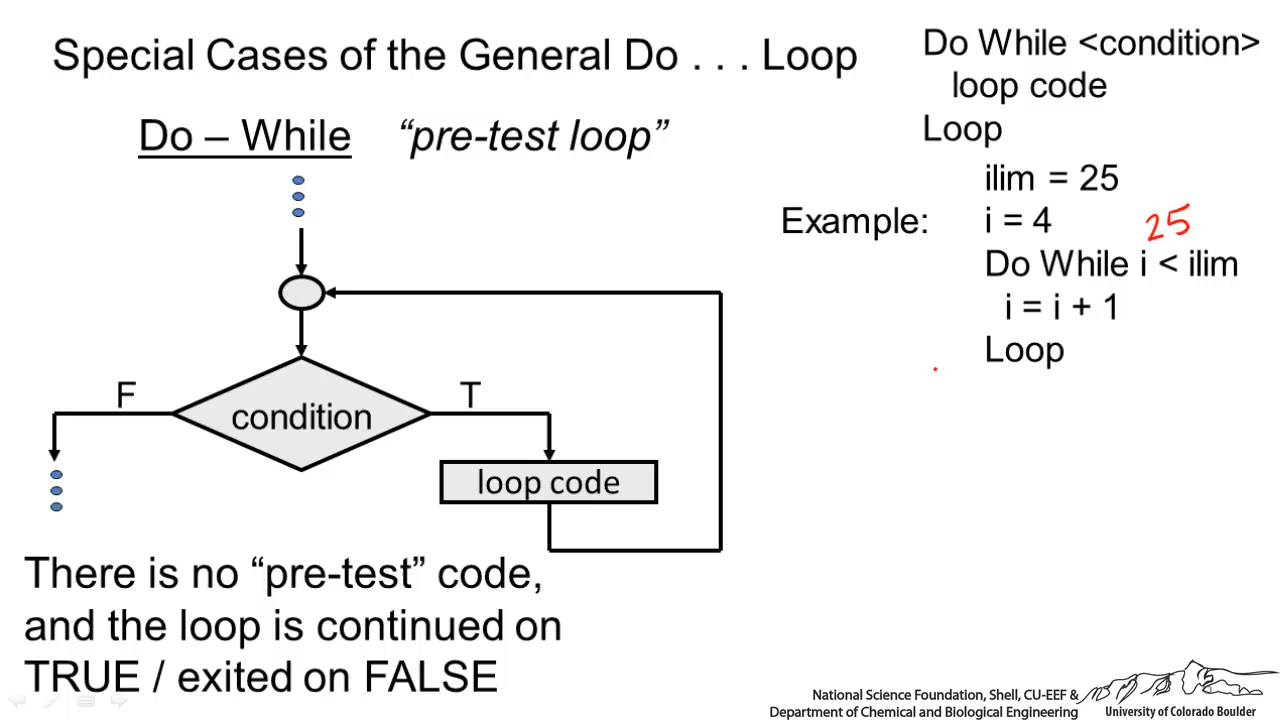 Special Cases of the General Do . . . Loop
Do – While “pre-test loop”
condition
F
T
loop code
There is no “pre-test” code,
and the loop is continued on
TRUE / exited on FALSE
Do While <condition>
loop code
Loop
Example:
ilim = 25
i = 4
25
Do While i < ilim
i = i + 1
Loop
National Science Foundation, Shell, CU-EEF &
Department of Chemical and Biological Engineering
University of Colorado Boulder